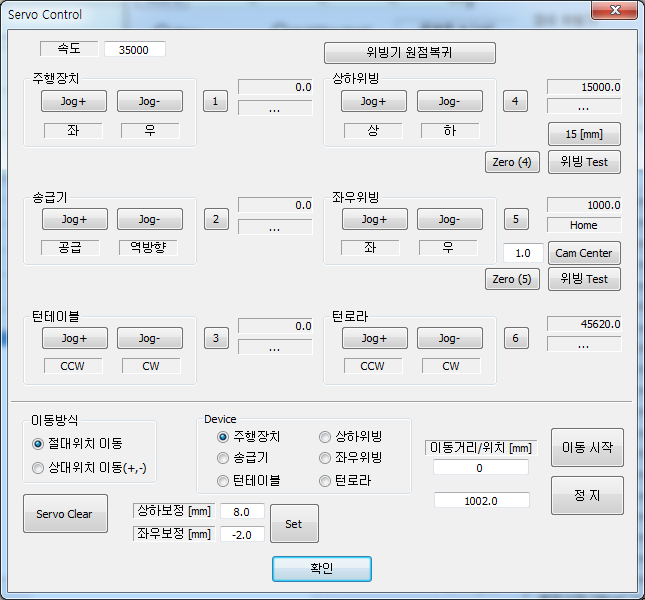 Servo Control
속도 35000
위빙기 원점복귀
주행장치
Jog+ Jog- 1 0.0
좌 우 ...
상하위빙
Jog+ Jog- 4 15000.0
상 하 ...
15 [mm]
Zero (4) 위빙 Test
송급기
Jog+ Jog- 2 0.0
공급 역방향 ...
좌우위빙
Jog+ Jog- 5 1000.0
좌 우 Home
1.0 Cam Center
Zero (5) 위빙 Test
턴테이블
Jog+ Jog- 3 0.0
CCW CW ...
턴로라
Jog+ Jog- 6 45620.0
CCW CW ...
이동방식
절대위치 이동
상대위치 이동(+,-)
Device
주행장치 상하위빙
송급기 좌우위빙
턴테이블 턴로라
이동거리/위치 [mm]
0
1002.0
이동 시작
정 지
Servo Clear
상하보정 [mm] 8.0
좌우보정 [mm] -2.0
Set
확인